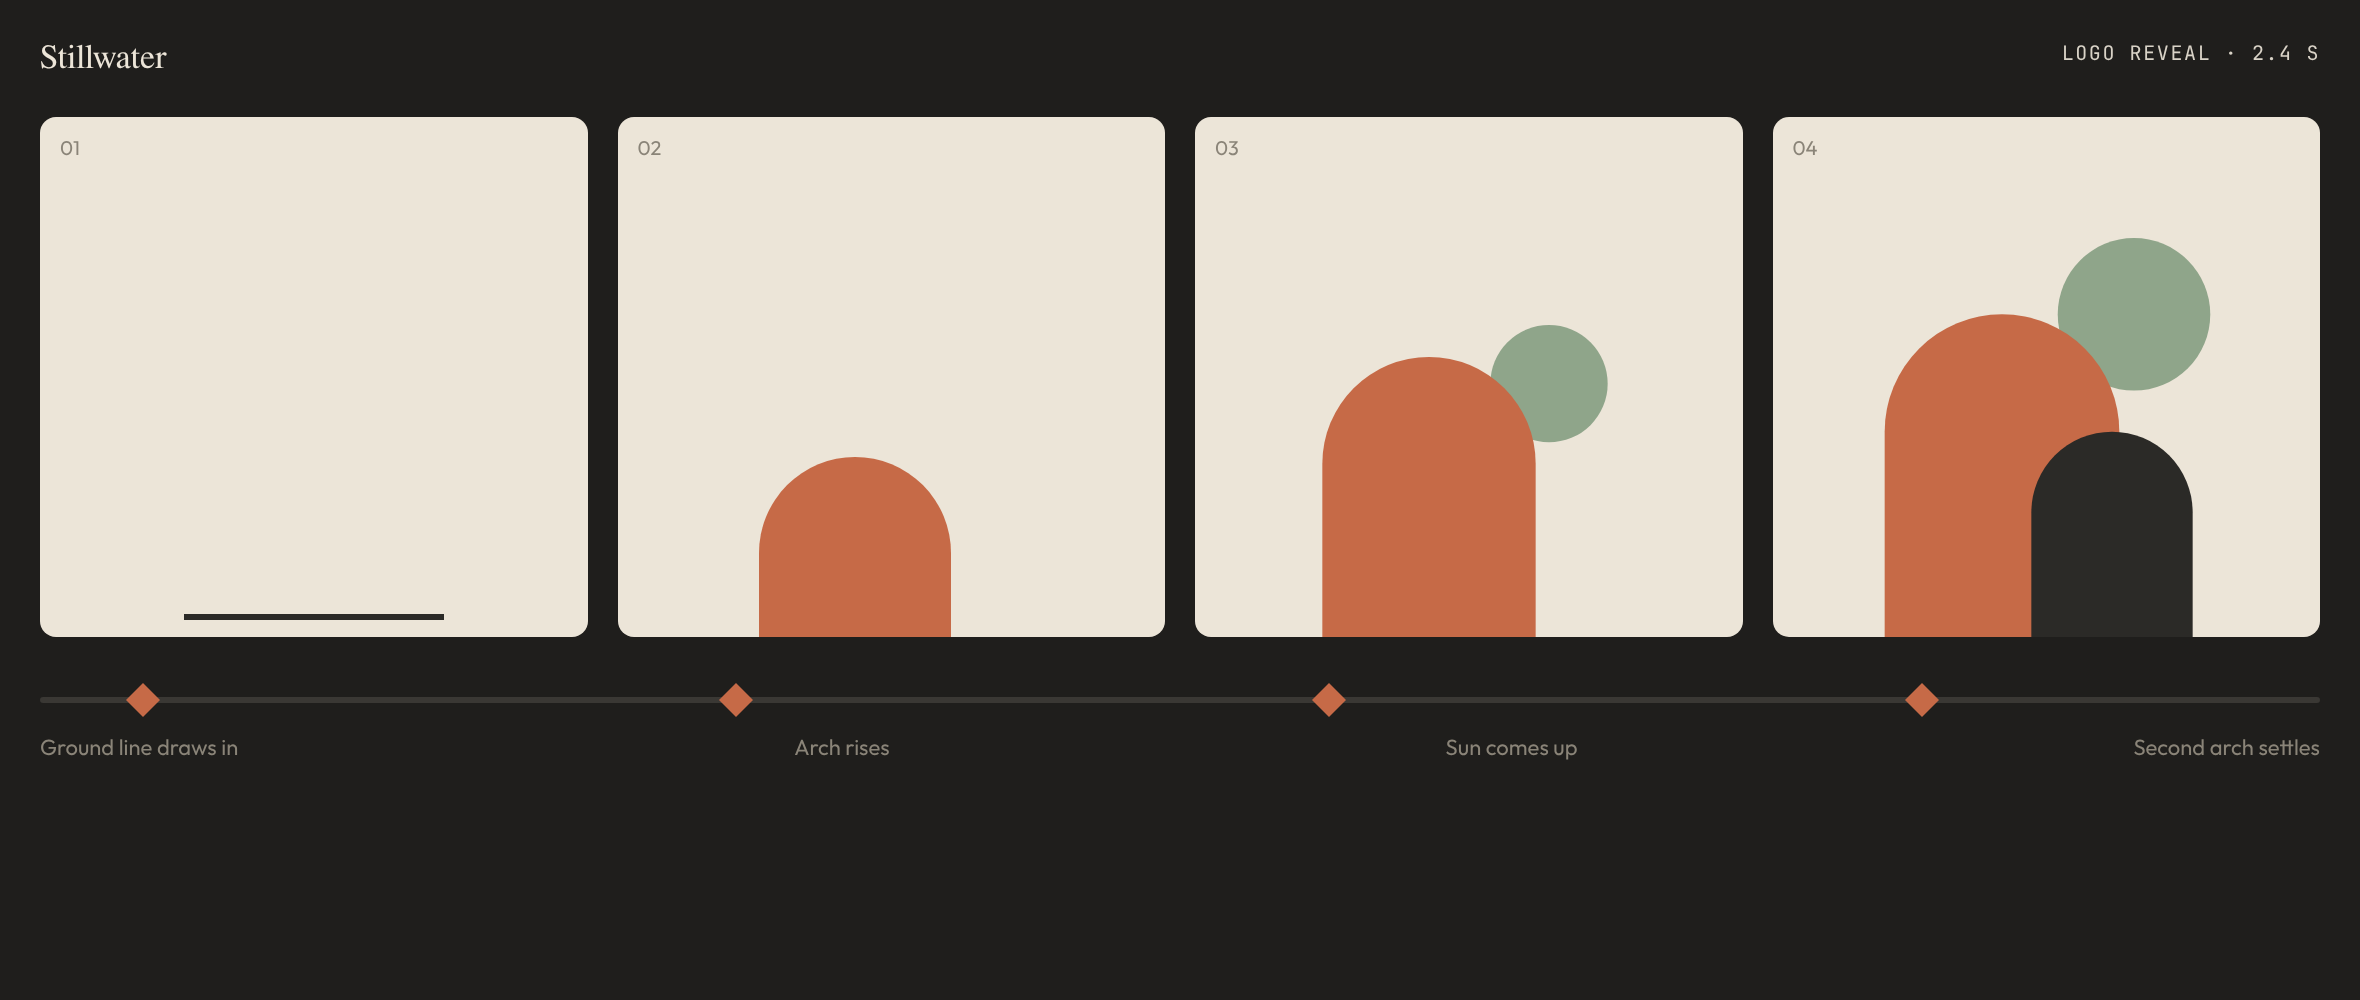 Stillwater
LOGO REVEAL · 2.4 S
01
02
03
04
Ground line draws in
Arch rises
Sun comes up
Second arch settles